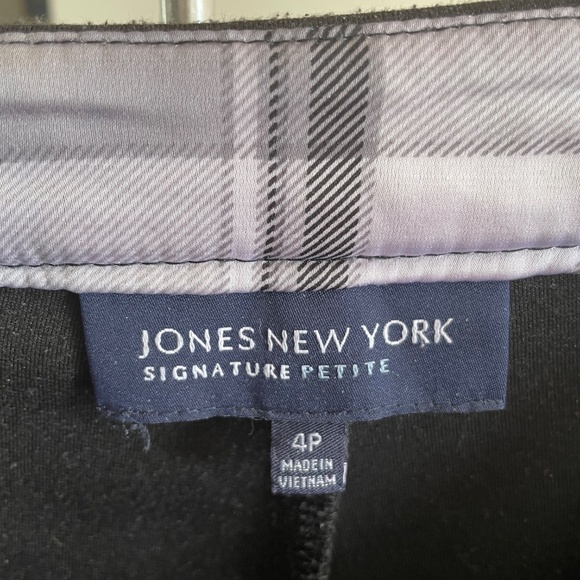 JONES NEW YORK
SIGNATURE PETITE
4P
MADE IN
VIETNAM